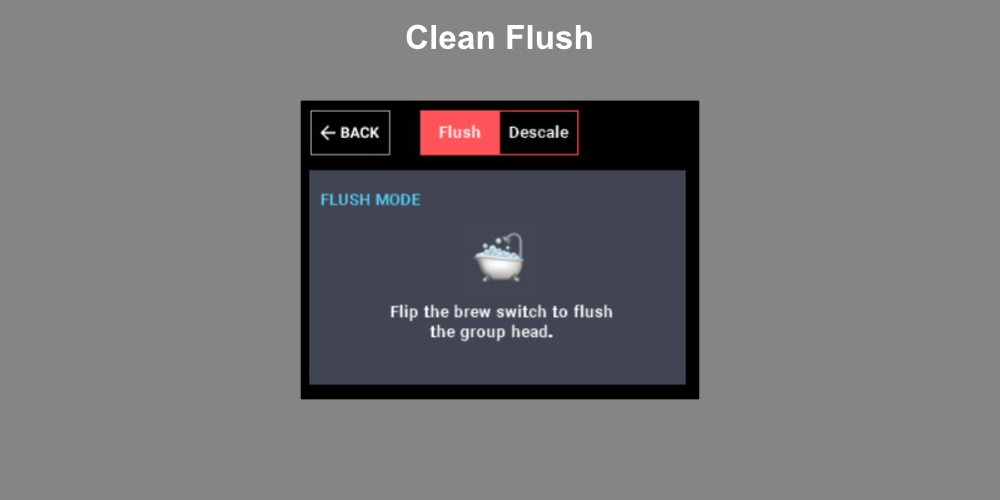 Clean Flush
← BACK
Flush
Descale
FLUSH MODE
Flip the brew switch to flush
the group head.